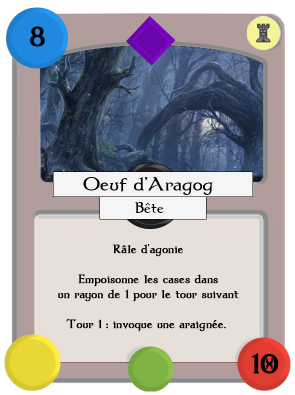 8
Oeuf d'Aragog
Bête
Râle d'agonie
Empoisonne les cases dans
un rayon de 1 pour le tour suivant
Tour 1 : invoque une araignée.
10